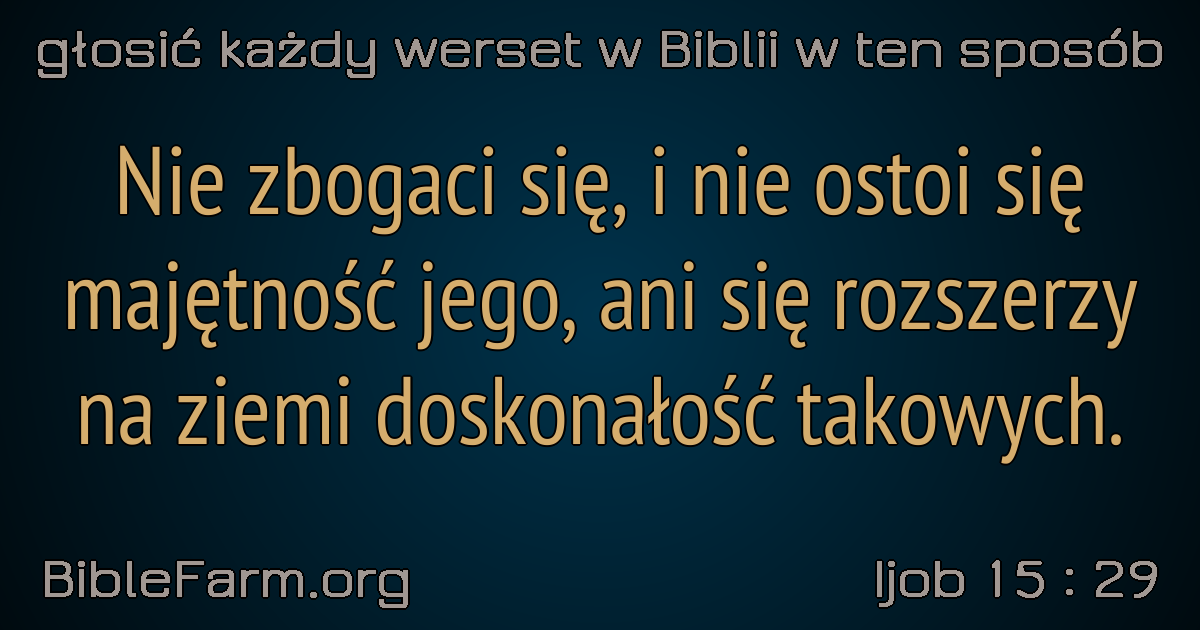 głosić każdy werset w Biblii w ten sposób
Nie zbogaci się, i nie ostoi się
majętność jego, ani się rozszerzy
na ziemi doskonałość takowych.
BibleFarm.org
Ijob 15 : 29